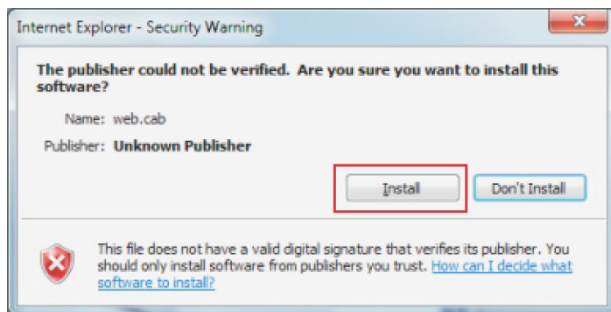 Internet Explorer - Security Warning
The publisher could not be verified. Are you sure you want to install this
software?
Name: web.cab
Publisher: Unknown Publisher
Install Don't Install
This file does not have a valid digital signature that verifies its publisher. You
should only install software from publishers you trust. How can I decide what
software to install?